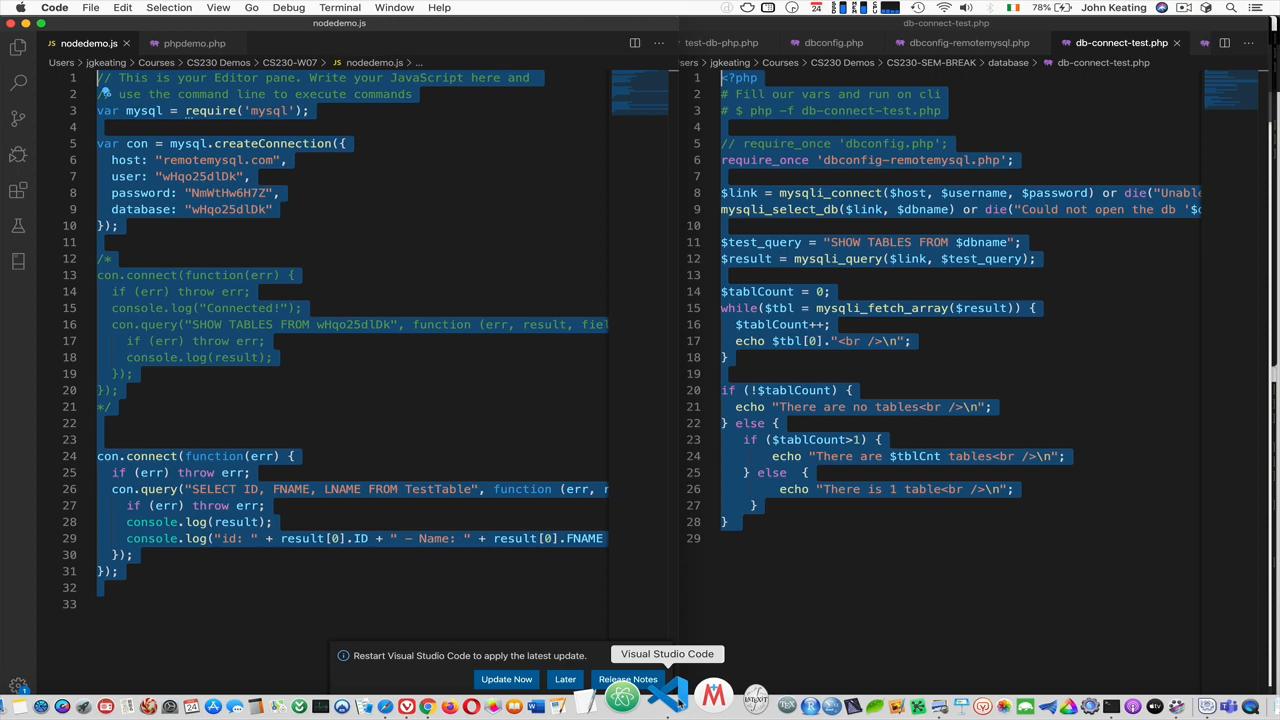 Code File Edit Selection View Go Debug Terminal Window Help 24 78% John Keating
nodedemo.js
db-connect-test.php
nodedemo.js × phpdemo.php ···
test-db-php.php dbconfig.php dbconfig-remotemysql.php db-connect-test.php × ···
Users > jgkeating > Courses > CS230 Demos > CS230-W07 > nodedemo.js > ...
sers > jgkeating > Courses > CS230 Demos > CS230-SEM-BREAK > database > db-connect-test.php
1 // This is your Editor pane. Write your JavaScript here and
2 use the command line to execute commands
3 var mysql = require('mysql');
4
5 var con = mysql.createConnection({
6 host: "remotemysql.com",
7 user: "wHqo25dlDk",
8 password: "NmWtHw6H7Z",
9 database: "wHqo25dlDk"
10 });
11
12 /*
13 con.connect(function(err) {
14 if (err) throw err;
15 console.log("Connected!");
16 con.query("SHOW TABLES FROM wHqo25dlDk", function (err, result, fiel
17 if (err) throw err;
18 console.log(result);
19 });
20 });
21 */
22
23
24 con.connect(function(err) {
25 if (err) throw err;
26 con.query("SELECT ID, FNAME, LNAME FROM TestTable", function (err, r
27 if (err) throw err;
28 console.log(result);
29 console.log("id: " + result[0].ID + " - Name: " + result[0].FNAME
30 });
31 });
32
33
1 <?php
2 # Fill our vars and run on cli
3 # $ php -f db-connect-test.php
4
5 // require_once 'dbconfig.php';
6 require_once 'dbconfig-remotemysql.php';
7
8 $link = mysqli_connect($host, $username, $password) or die("Unabl
9 mysqli_select_db($link, $dbname) or die("Could not open the db '$d
10
11 $test_query = "SHOW TABLES FROM $dbname";
12 $result = mysqli_query($link, $test_query);
13
14 $tablCount = 0;
15 while($tbl = mysqli_fetch_array($result)) {
16 $tablCount++;
17 echo $tbl[0]."<br />\n";
18 }
19
20 if (!$tablCount) {
21 echo "There are no tables<br />\n";
22 } else {
23 if ($tablCount>1) {
24 echo "There are $tblCnt tables<br />\n";
25 } else {
26 echo "There is 1 table<br />\n";
27 }
28 }
29
Restart Visual Studio Code to apply the latest update.
Visual Studio Code
Update Now Later Release Notes
1